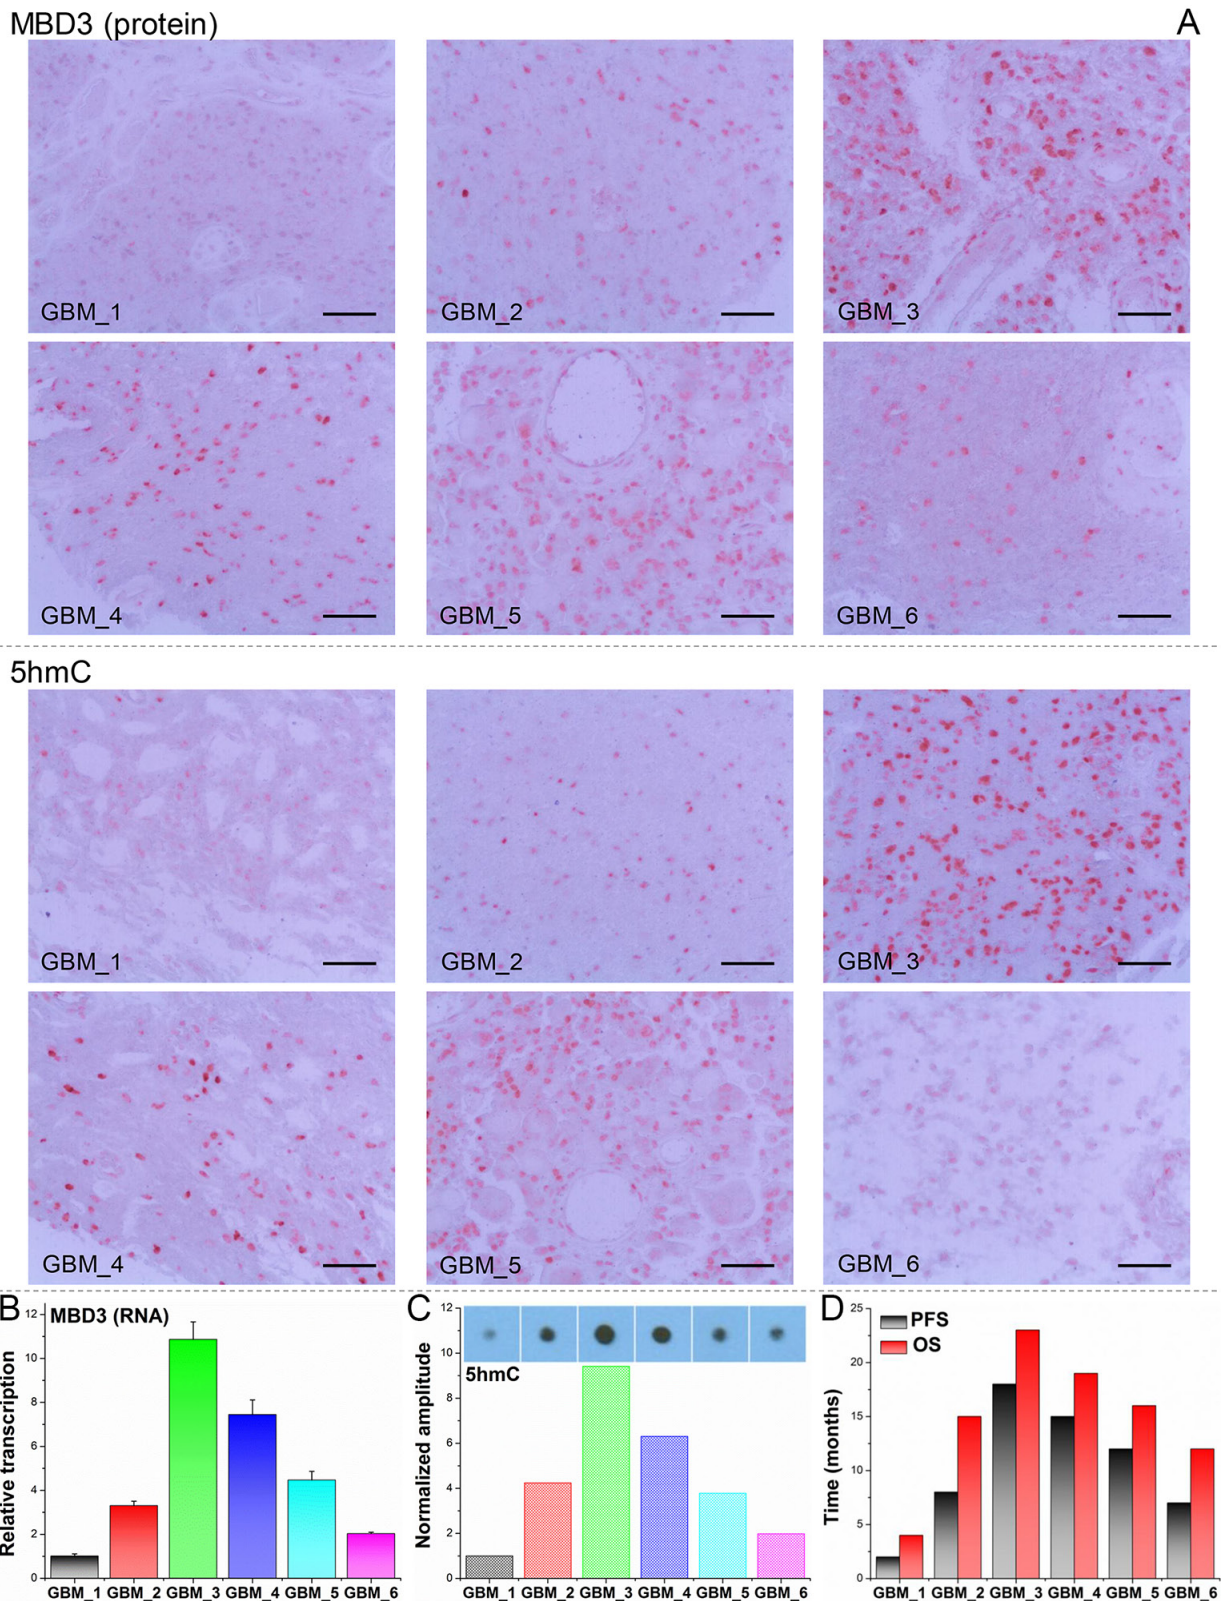 MBD3 (protein)
A
GBM_1
GBM_2
GBM_3
GBM_4
GBM_5
GBM_6
5hmC
GBM_1
GBM_2
GBM_3
GBM_4
GBM_5
GBM_6
B
MBD3 (RNA)
Relative transcription
12
10
8
6
4
2
0
GBM_1 GBM_2 GBM_3 GBM_4 GBM_5 GBM_6
C
5hmC
Normalized amplitude
12
10
8
6
4
2
0
GBM_1 GBM_2 GBM_3 GBM_4 GBM_5 GBM_6
D
PFS
OS
Time (months)
25
20
15
10
5
0
GBM_1 GBM_2 GBM_3 GBM_4 GBM_5 GBM_6